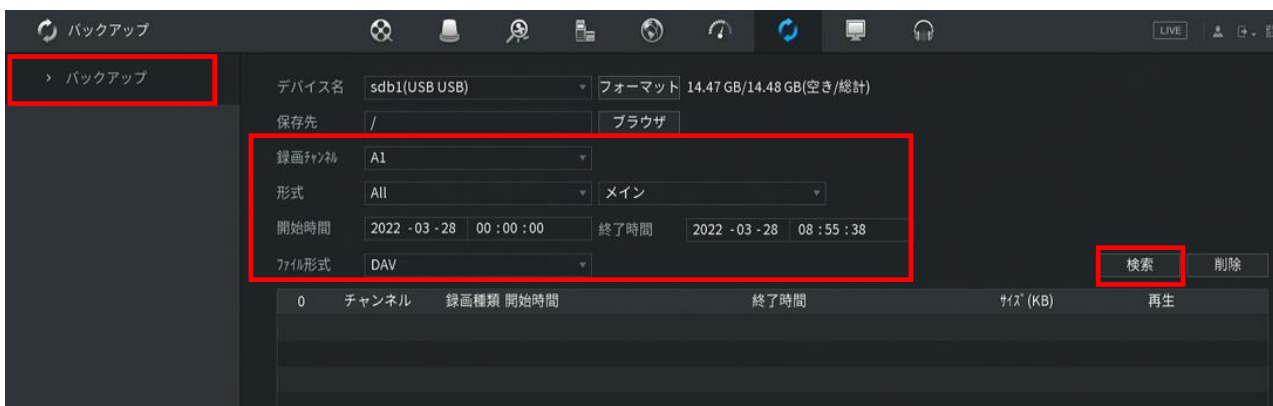 バックアップ
LIVE
> バックアップ
デバイス名 sdb1(USB USB) フォーマット 14.47 GB/14.48 GB(空き/総計)
保存先 / ブラウザ
録画ﾁｬﾝﾈﾙ A1
形式 All メイン
開始時間 2022 -03 -28 00 :00 :00 終了時間 2022 -03 -28 08 :55 :38
ﾌｧｲﾙ形式 DAV 検索 削除
0 チャンネル 録画種類 開始時間 終了時間 ｻｲｽﾞ(KB) 再生